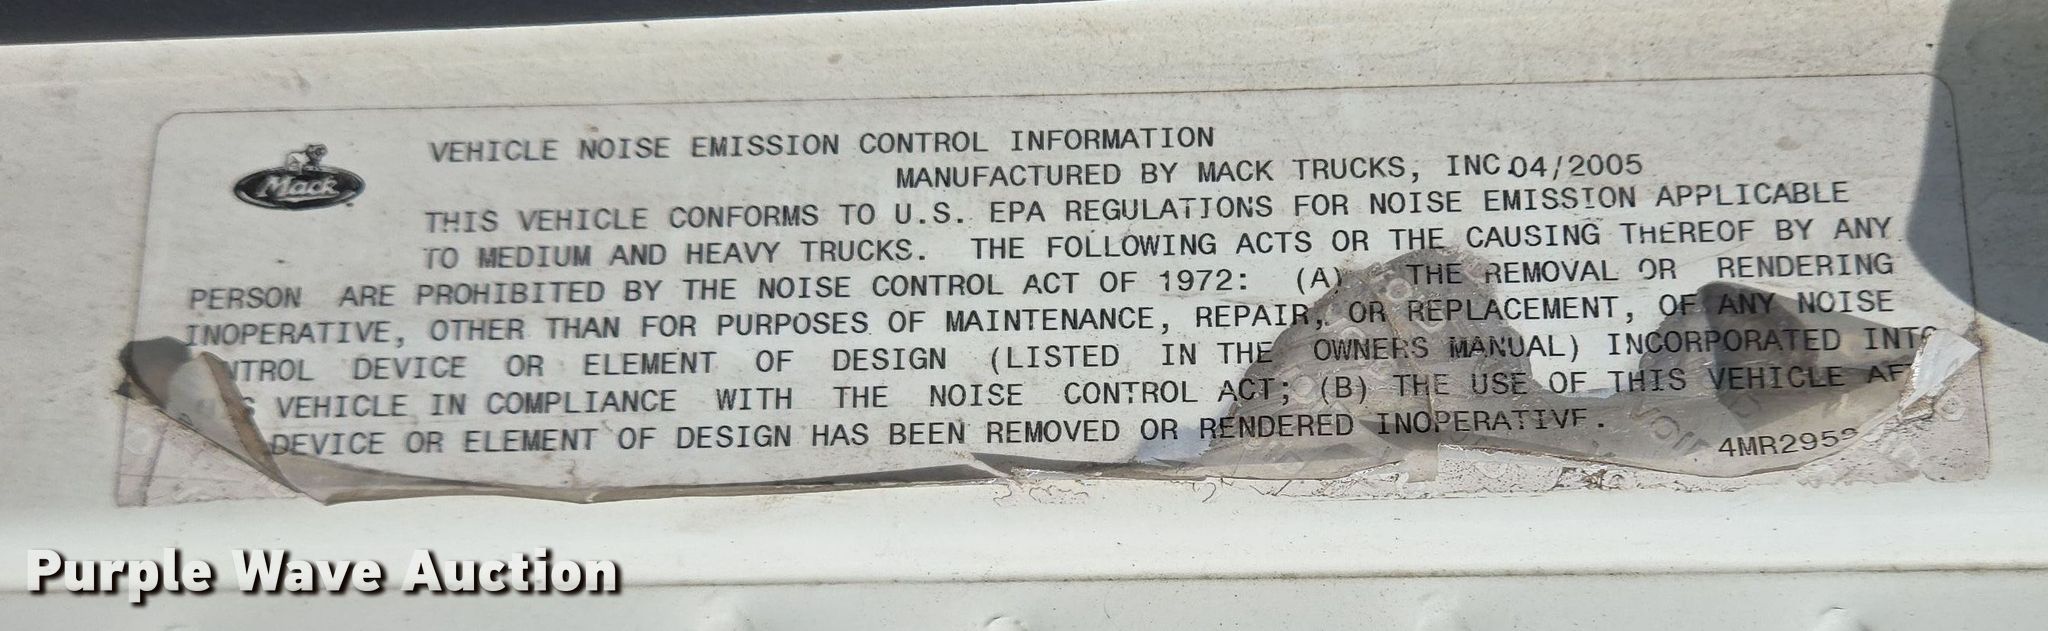 VEHICLE NOISE EMISSION CONTROL INFORMATION
Mack
MANUFACTURED BY MACK TRUCKS, INC.04/2005
THIS VEHICLE CONFORMS TO U.S. EPA REGULATIONS FOR NOISE EMISSION APPLICABLE
TO MEDIUM AND HEAVY TRUCKS. THE FOLLOWING ACTS OR THE CAUSING THEREOF BY ANY
PERSON ARE PROHIBITED BY THE NOISE CONTROL ACT OF 1972: (A) THE REMOVAL OR RENDERING
INOPERATIVE, OTHER THAN FOR PURPOSES OF MAINTENANCE, REPAIR, OR REPLACEMENT, OF ANY NOISE
DEVICE OR ELEMENT OF DESIGN (LISTED IN THE OWNERS MANUAL) INCORPORATED INTO
VEHICLE IN COMPLIANCE WITH THE NOISE CONTROL ACT; (B) THE USE OF THIS VEHICLE
DEVICE OR ELEMENT OF DESIGN HAS BEEN REMOVED OR RENDERED INOPERATIVE.
Purple Wave Auction